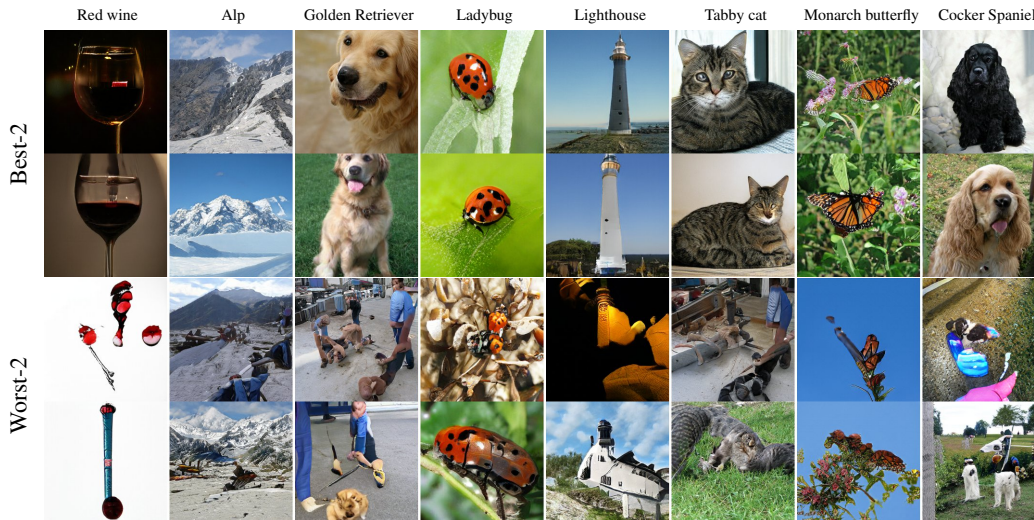 Red wine
Alp
Golden Retriever
Ladybug
Lighthouse
Tabby cat
Monarch butterfly
Cocker Spaniel
Best-2
Worst-2